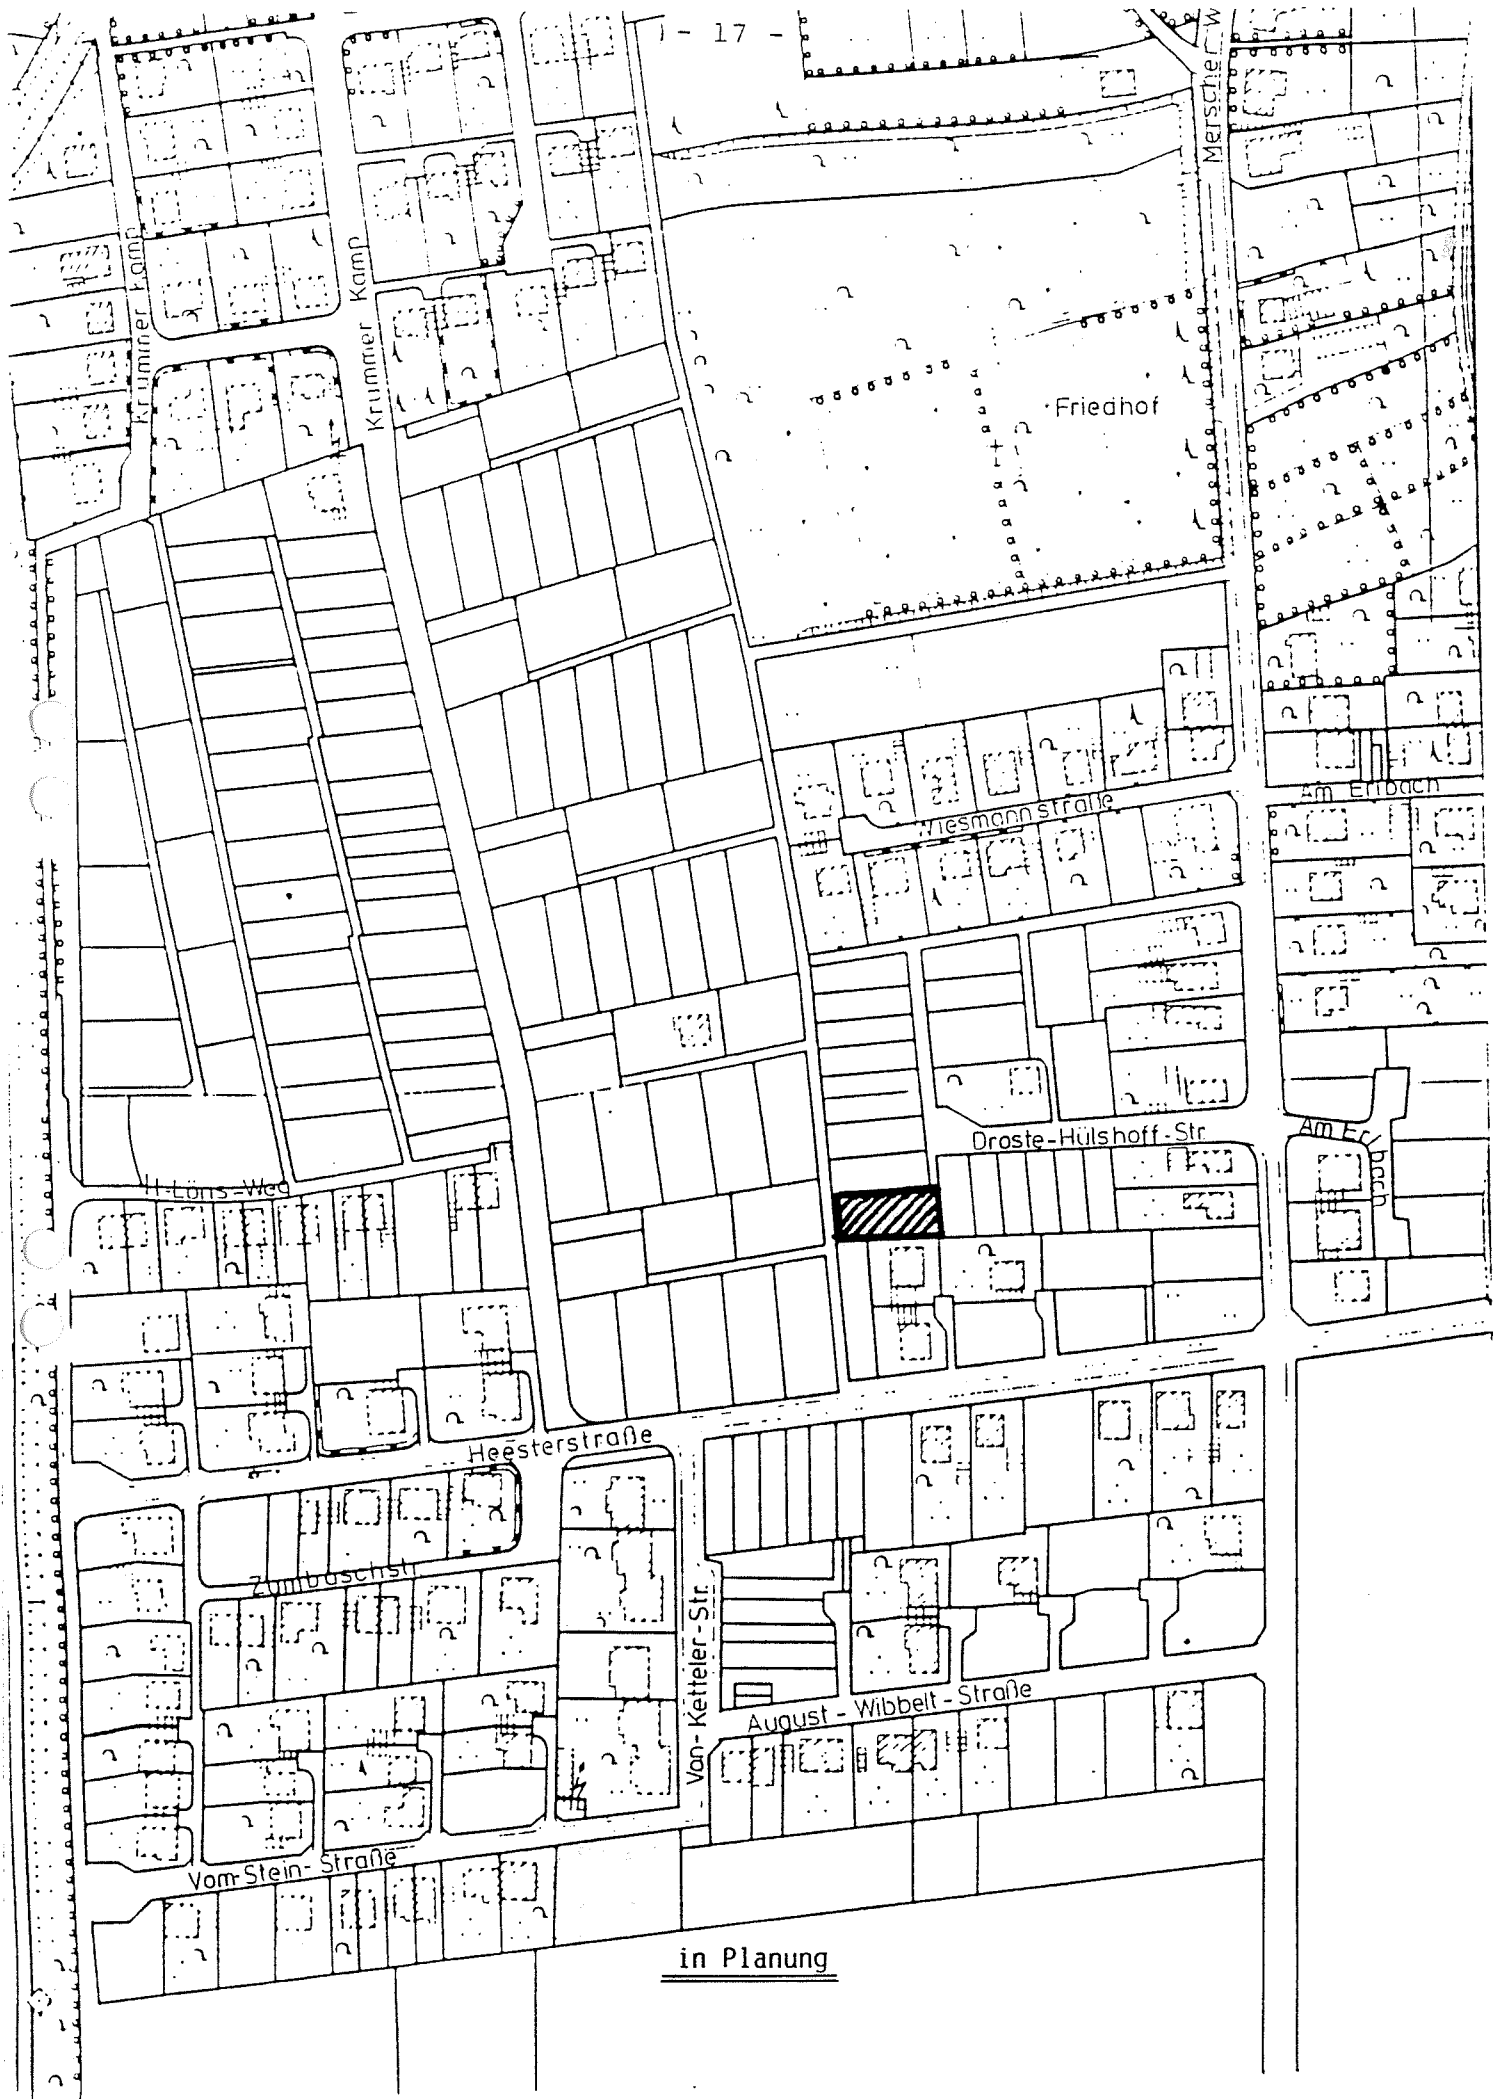 - 17 -
Merscher W
Krummer Kamp
Krummer Kamp
Friedhof
Wiesmannstraße
Am Erlbach
Droste-Hülshoff-Str.
Am Erlbach
H-Löns-Weg
Heesterstraße
Zumbuschstr.
Von-Ketteler-Str.
August-Wibbelt-Straße
Vom-Stein-Straße
in Planung